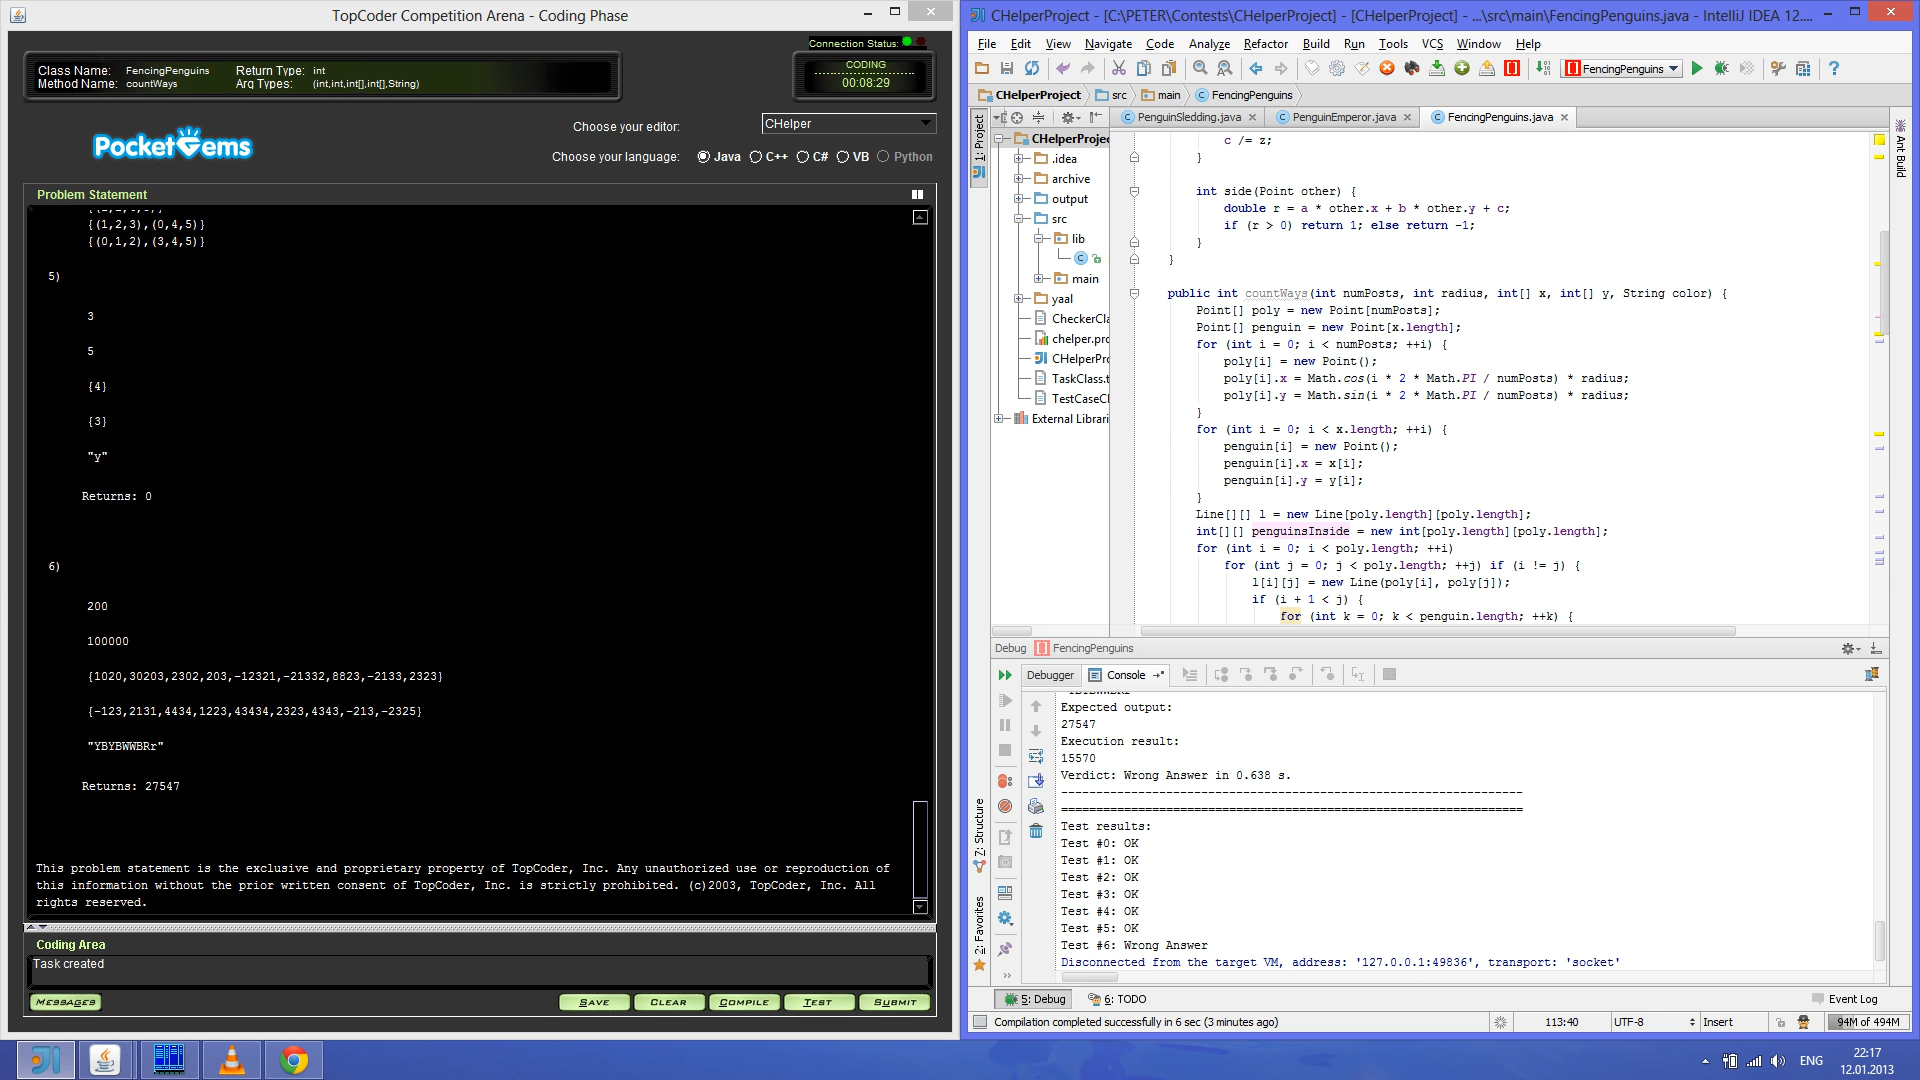 TopCoder Competition Arena - Coding Phase
Connection Status:
Class Name: FencingPenguins Return Type: int
Method Name: countWays Arg Types: (int,int,int[],int[],String)
CODING
00:08:29
PocketGems
Choose your editor: CHelper
Choose your language: Java C++ C# VB Python
Problem Statement
{(1,2,3),(0,4,5)}
{(0,1,2),(3,4,5)}
5)
3
5
{4}
{3}
"y"
Returns: 0
6)
200
100000
{1020,30203,2302,203,-12321,-21332,8823,-2133,2323}
{-123,2131,4434,1223,43434,2323,4343,-213,-2325}
"YBYBWWBRr"
Returns: 27547
This problem statement is the exclusive and proprietary property of TopCoder, Inc. Any unauthorized use or reproduction of
this information without the prior written consent of TopCoder, Inc. is strictly prohibited. (c)2003, TopCoder, Inc. All
rights reserved.
Coding Area
Task created
MESSAGES SAVE CLEAR COMPILE TEST SUBMIT
CHelperProject - [C:\PETER\Contests\CHelperProject] - [CHelperProject] - ...\src\main\FencingPenguins.java - IntelliJ IDEA 12....
File Edit View Navigate Code Analyze Refactor Build Run Tools VCS Window Help
FencingPenguins
CHelperProject src main FencingPenguins
1: Project
PenguinSledding.java PenguinEmperor.java FencingPenguins.java
Ant Build
CHelperProjec
.idea
archive
output
src
lib
main
yaal
CheckerCla
chelper.pro
CHelperPro
TaskClass.t
TestCaseCl
External Librari
c /= z;
}
int side(Point other) {
double r = a * other.x + b * other.y + c;
if (r > 0) return 1; else return -1;
}
}
public int countWays(int numPosts, int radius, int[] x, int[] y, String color) {
Point[] poly = new Point[numPosts];
Point[] penguin = new Point[x.length];
for (int i = 0; i < numPosts; ++i) {
poly[i] = new Point();
poly[i].x = Math.cos(i * 2 * Math.PI / numPosts) * radius;
poly[i].y = Math.sin(i * 2 * Math.PI / numPosts) * radius;
}
for (int i = 0; i < x.length; ++i) {
penguin[i] = new Point();
penguin[i].x = x[i];
penguin[i].y = y[i];
}
Line[][] l = new Line[poly.length][poly.length];
int[][] penguinsInside = new int[poly.length][poly.length];
for (int i = 0; i < poly.length; ++i)
for (int j = 0; j < poly.length; ++j) if (i != j) {
l[i][j] = new Line(poly[i], poly[j]);
if (i + 1 < j) {
for (int k = 0; k < penguin.length; ++k) {
Debug FencingPenguins
Debugger Console
Expected output:
27547
Execution result:
15570
Verdict: Wrong Answer in 0.638 s.
------------------------------------------------------------------
==================================================================
Test results:
Test #0: OK
Test #1: OK
Test #2: OK
Test #3: OK
Test #4: OK
Test #5: OK
Test #6: Wrong Answer
Disconnected from the target VM, address: '127.0.0.1:49836', transport: 'socket'
7: Structure
2: Favorites
5: Debug 6: TODO Event Log
Compilation completed successfully in 6 sec (3 minutes ago) 113:40 UTF-8 Insert 94M of 494M
ENG 22:17
12.01.2013